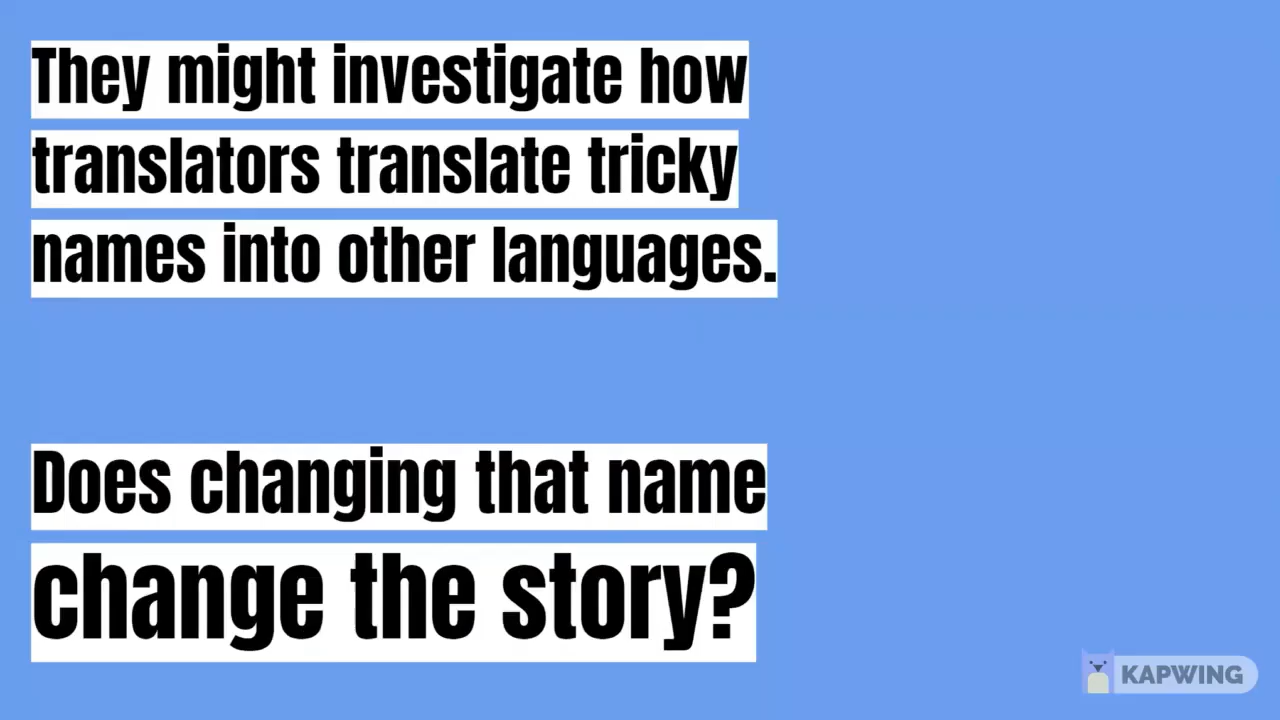 They might investigate how
translators translate tricky
names into other languages.
Does changing that name
change the story?
KAPWING